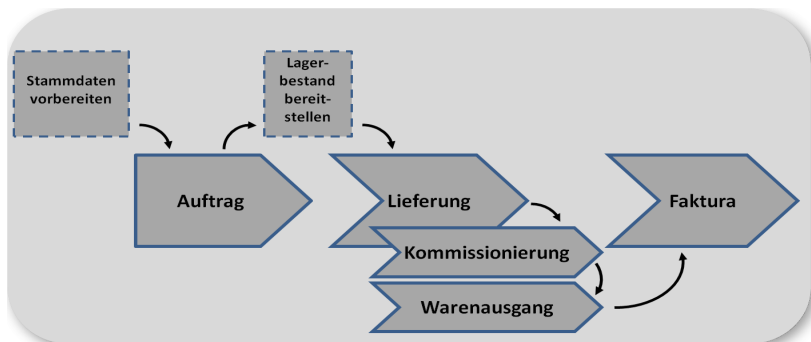 Stammdaten
vorbereiten
Lager-
bestand
bereit-
stellen
Auftrag
Lieferung
Faktura
Kommissionierung
Warenausgang